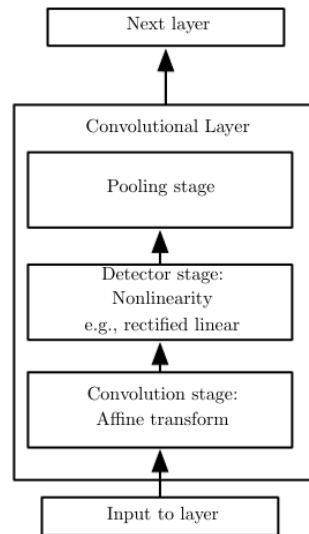 Next layer
Convolutional Layer
Pooling stage
Detector stage:
Nonlinearity
e.g., rectified linear
Convolution stage:
Affine transform
Input to layer